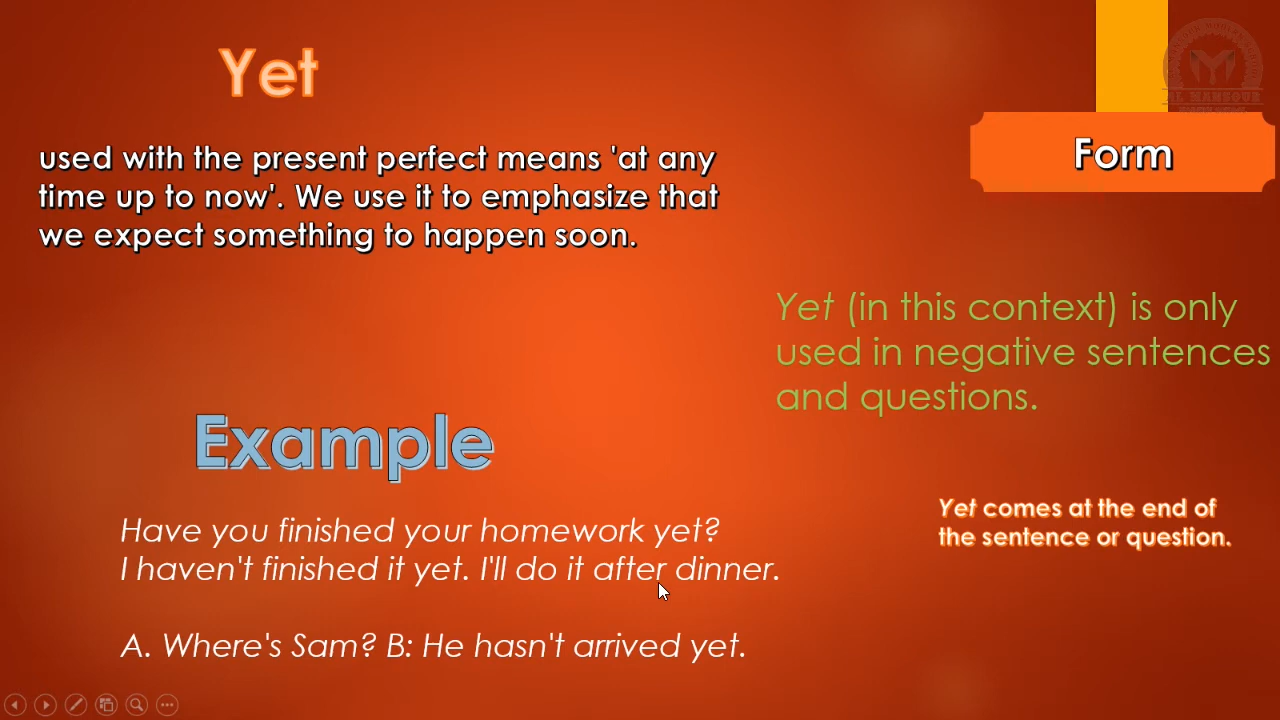 Yet
used with the present perfect means 'at any
time up to now'. We use it to emphasize that
we expect something to happen soon.
Form
Yet (in this context) is only
used in negative sentences
and questions.
Example
Have you finished your homework yet?
I haven't finished it yet. I'll do it after dinner.
A. Where's Sam? B: He hasn't arrived yet.
Yet comes at the end of
the sentence or question.
AL MANSOUR